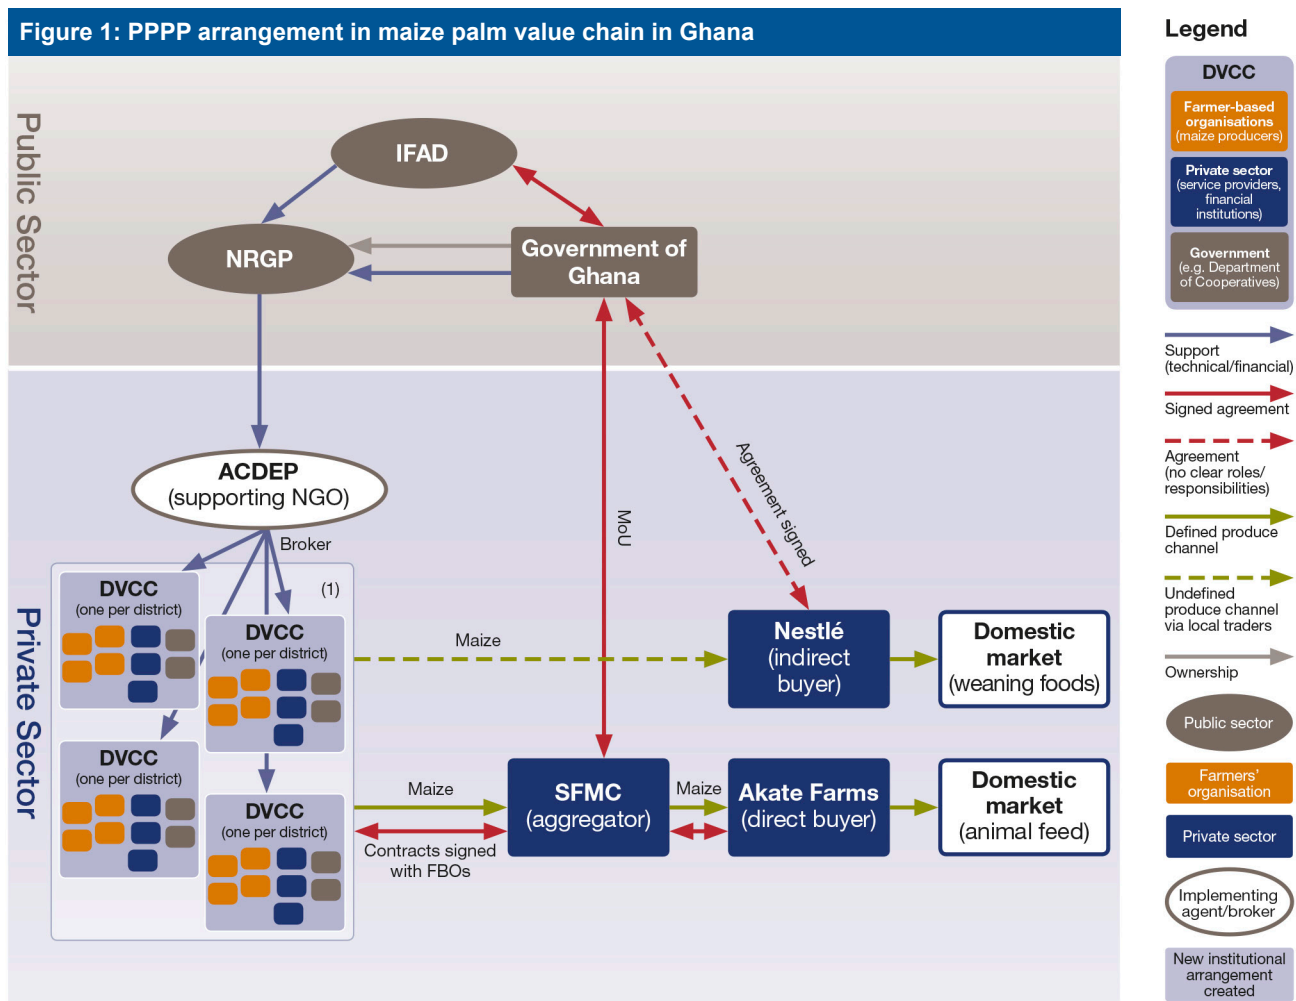 Figure 1: PPPP arrangement in maize palm value chain in Ghana
Public Sector
IFAD
NRGP
Government of
Ghana
Private Sector
ACDEP
(supporting NGO)
Broker
(1)
DVCC
(one per district)
DVCC
(one per district)
DVCC
(one per district)
DVCC
(one per district)
MoU
Agreement signed
Maize
Nestlé
(indirect
buyer)
Domestic
market
(weaning foods)
Maize
Contracts signed
with FBOs
SFMC
(aggregator)
Maize
Akate Farms
(direct buyer)
Domestic
market
(animal feed)
Legend
DVCC
Farmer-based
organisations
(maize producers)
Private sector
(service providers,
financial
institutions)
Government
(e.g. Department
of Cooperatives)
Support
(technical/financial)
Signed agreement
Agreement
(no clear roles/
responsibilities)
Defined produce
channel
Undefined
produce channel
via local traders
Ownership
Public sector
Farmers'
organisation
Private sector
Implementing
agent/broker
New institutional
arrangement
created